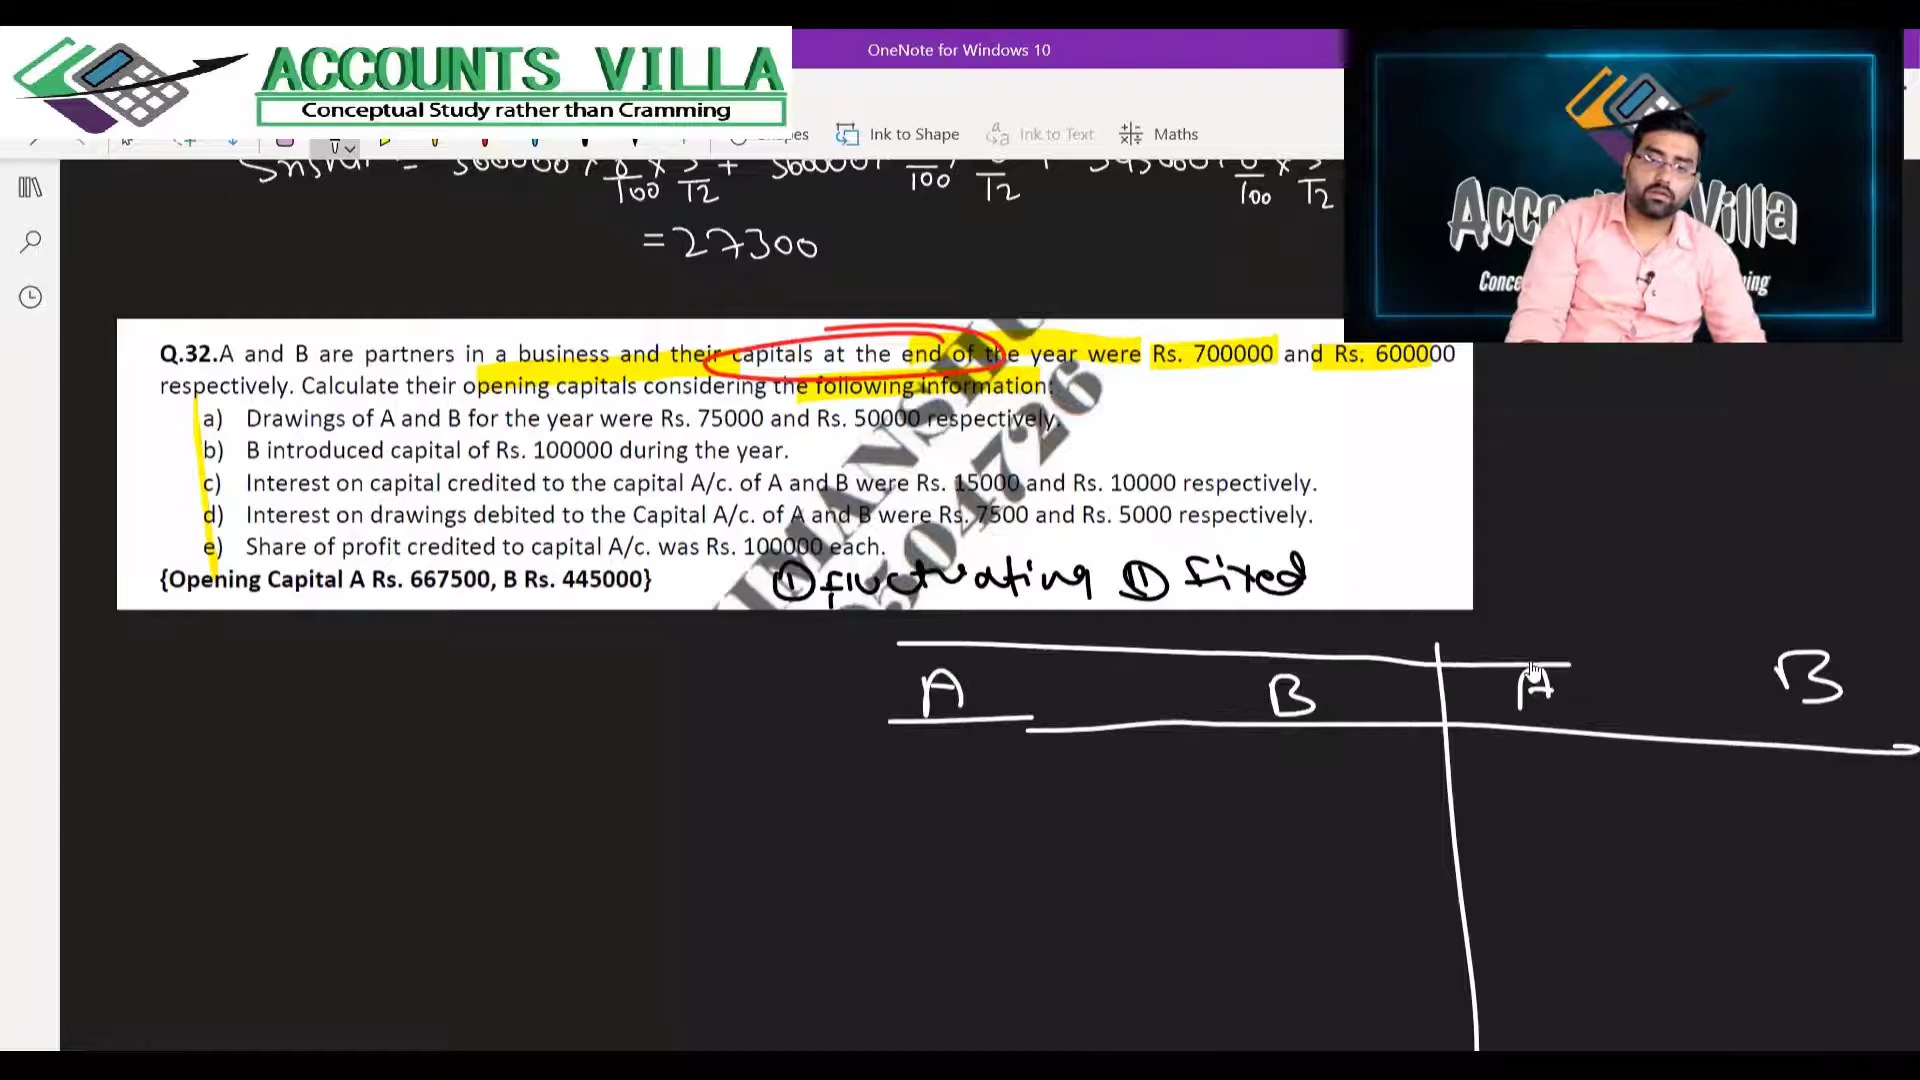 ACCOUNTS VILLA
Conceptual Study rather than Cramming
OneNote for Windows 10
Ink to Shape
Ink to Text
Maths
= 27300
Q.32.A and B are partners in a business and their capitals at the end of the year were Rs. 700000 and Rs. 600000
respectively. Calculate their opening capitals considering the following information:
a) Drawings of A and B for the year were Rs. 75000 and Rs. 50000 respectively.
b) B introduced capital of Rs. 100000 during the year.
c) Interest on capital credited to the capital A/c. of A and B were Rs. 15000 and Rs. 10000 respectively.
d) Interest on drawings debited to the Capital A/c. of A and B were Rs. 7500 and Rs. 5000 respectively.
e) Share of profit credited to capital A/c. was Rs. 100000 each.
{Opening Capital A Rs. 667500, B Rs. 445000}
① fluctuating ① fixed
A B A B